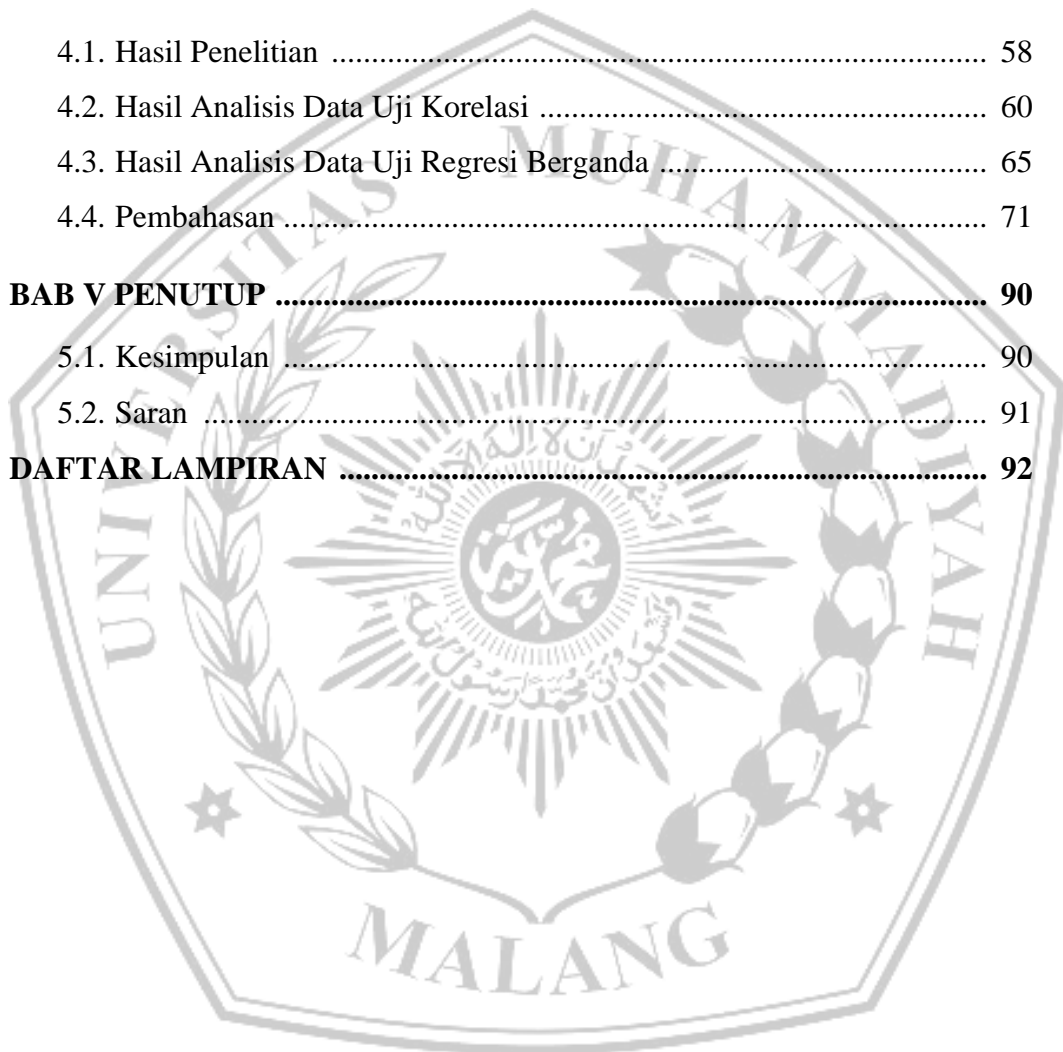 4.1. Hasil Penelitian ........................................................................................ 58
4.2. Hasil Analisis Data Uji Korelasi ............................................................ 60
4.3. Hasil Analisis Data Uji Regresi Berganda ............................................ 65
4.4. Pembahasan .............................................................................................. 71
BAB V PENUTUP .......................................................................................... 90
5.1. Kesimpulan .............................................................................................. 90
5.2. Saran ........................................................................................................ 91
DAFTAR LAMPIRAN .................................................................................. 92
UNIVERSITAS MUHAMMADIYAH
MALANG